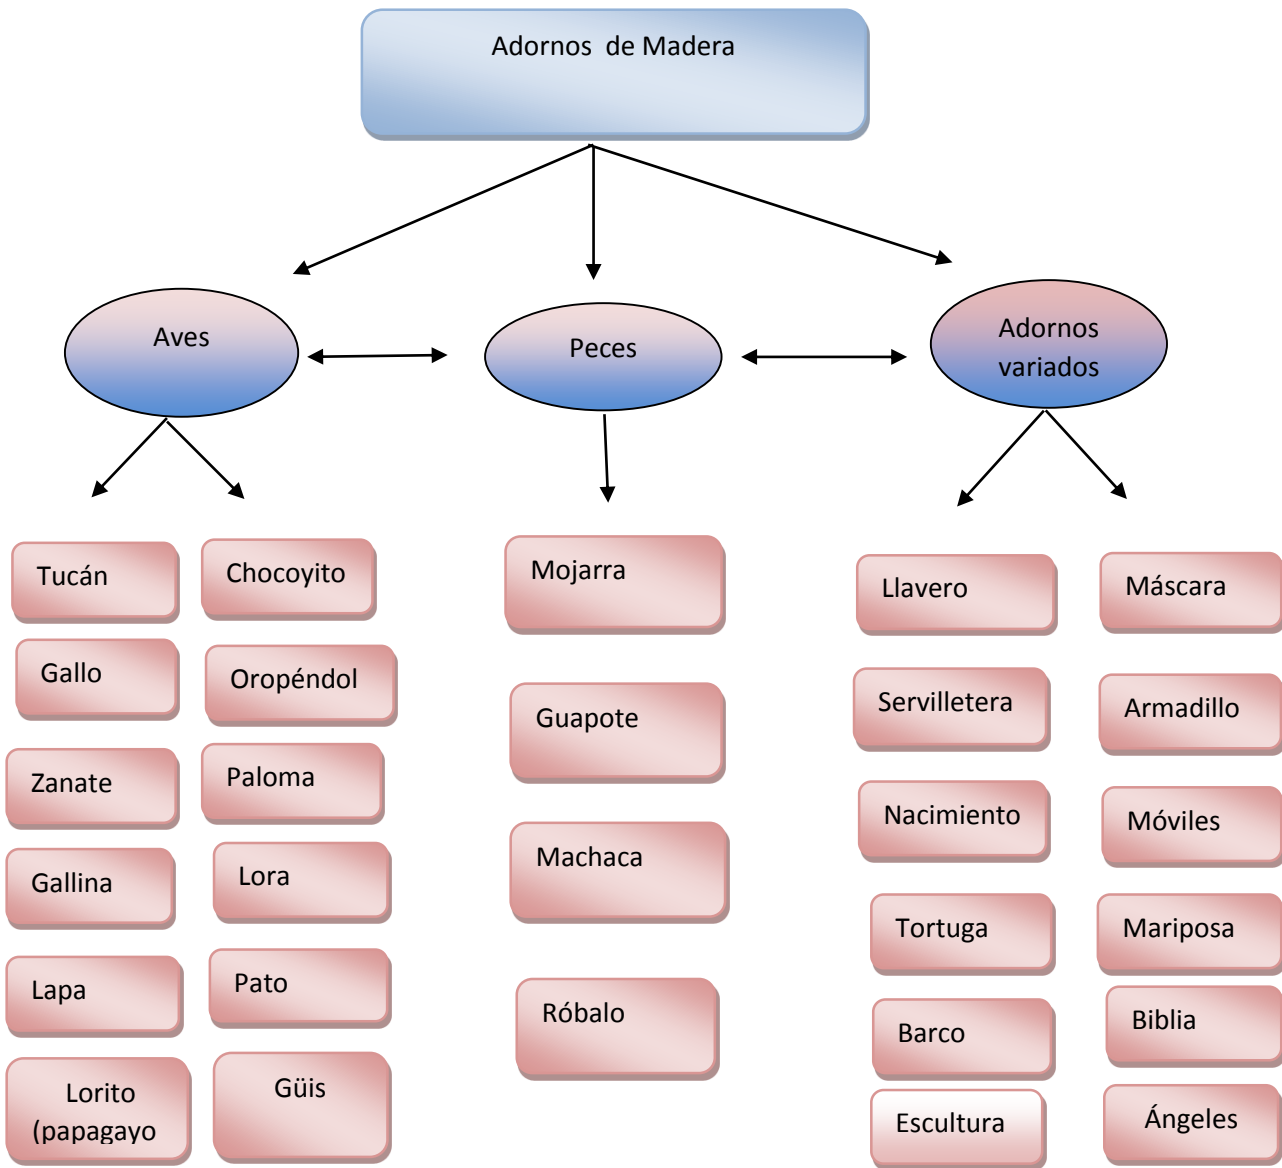 Adornos de Madera
Aves
Peces
Adornos
variados
Tucán
Chocoyito
Mojarra
Llavero
Máscara
Gallo
Oropéndol
Guapote
Servilletera
Armadillo
Zanate
Paloma
Machaca
Nacimiento
Móviles
Gallina
Lora
Róbalo
Tortuga
Mariposa
Lapa
Pato
Barco
Biblia
Lorito
(papagayo
Güis
Escultura
Ángeles